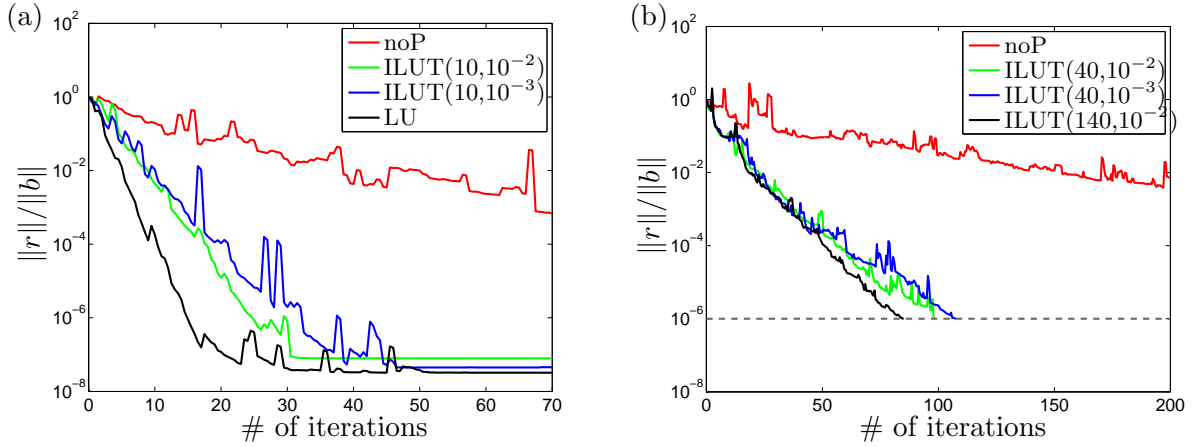 (a)
10^2
10^0
10^−2
10^−4
10^−6
10^−8
||r||/||b||
0 10 20 30 40 50 60 70
# of iterations
noP
ILUT(10,10^−2)
ILUT(10,10^−3)
LU
(b)
10^2
10^0
10^−2
10^−4
10^−6
10^−8
||r||/||b||
0 50 100 150 200
# of iterations
noP
ILUT(40,10^−2)
ILUT(40,10^−3)
ILUT(140,10^−2)